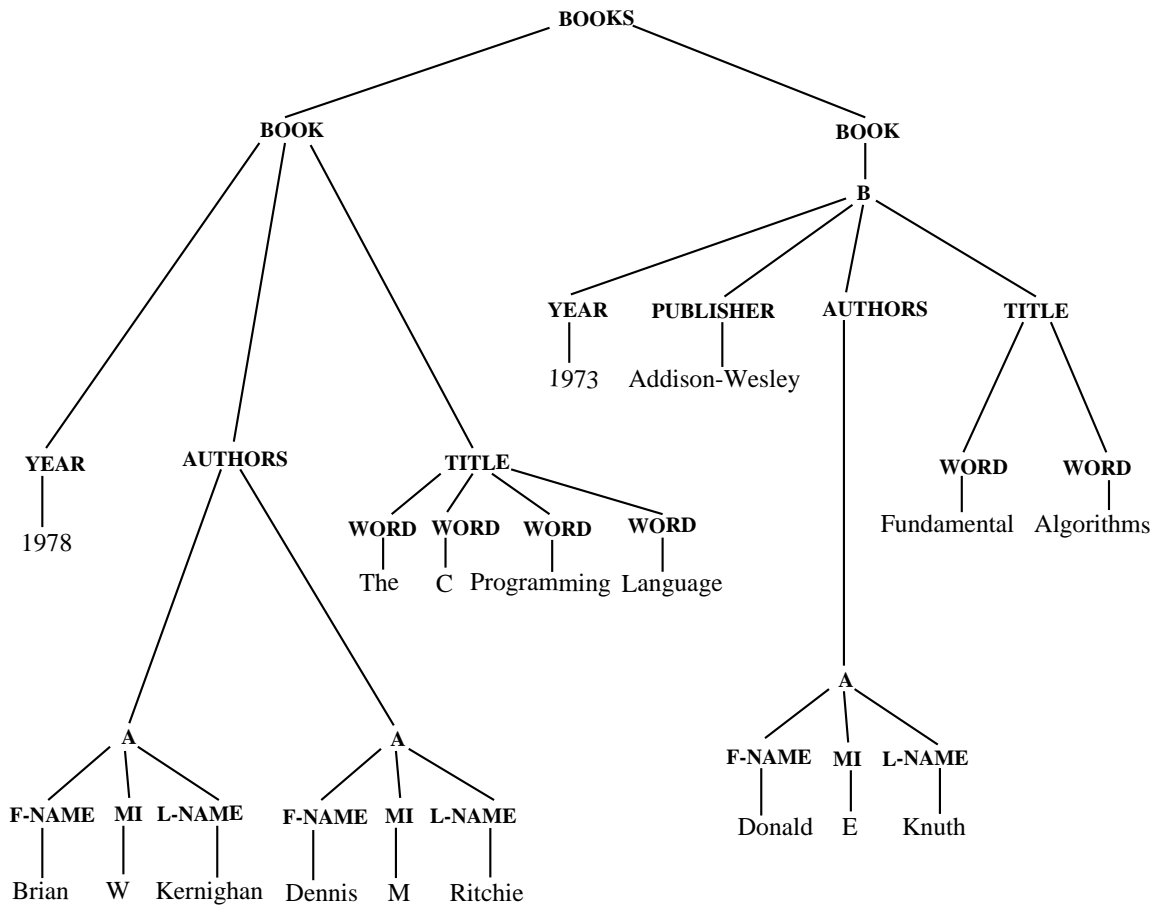 BOOKS
BOOK BOOK
B
YEAR PUBLISHER AUTHORS TITLE
1973 Addison-Wesley
YEAR AUTHORS TITLE WORD WORD
WORD WORD WORD WORD
Fundamental Algorithms
1978
The C Programming Language
A
A A
F-NAME MI L-NAME
F-NAME MI L-NAME F-NAME MI L-NAME
Donald E Knuth
Brian W Kernighan Dennis M Ritchie